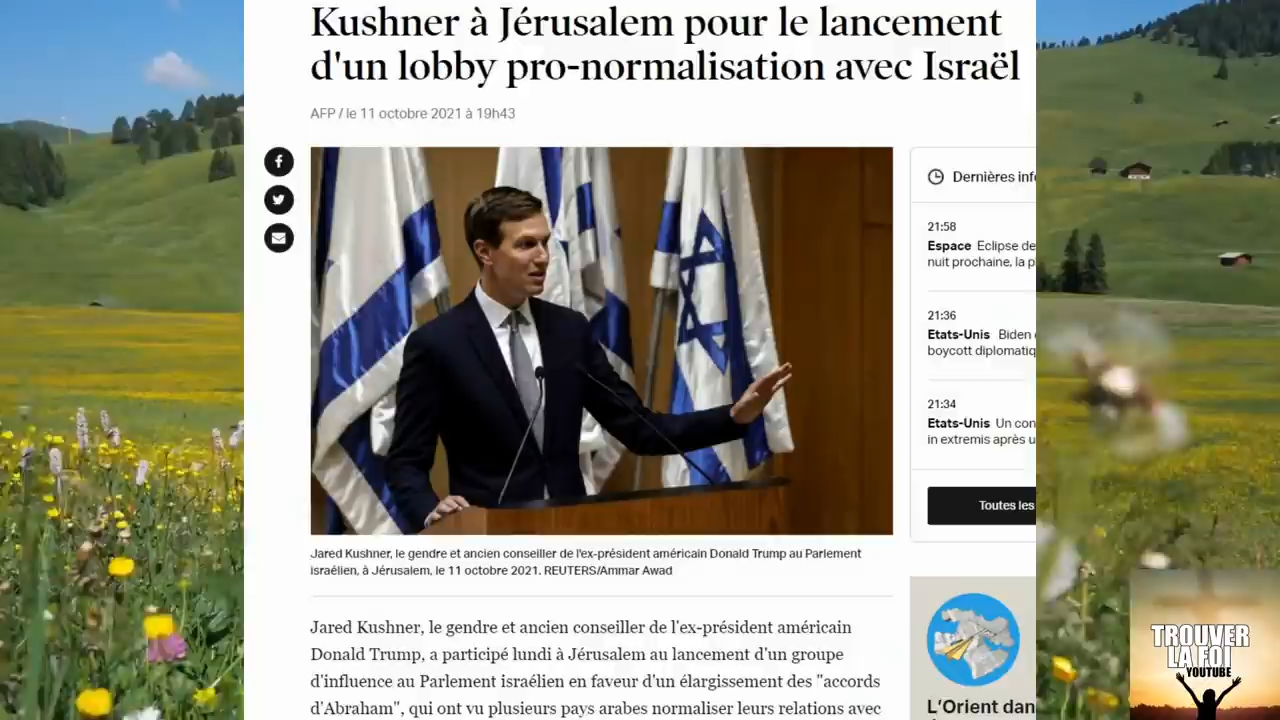 Kushner à Jérusalem pour le lancement
d'un lobby pro-normalisation avec Israël
AFP / le 11 octobre 2021 à 19h43
Dernières inf
21:58
Espace Eclipse de
nuit prochaine, la p
21:36
Etats-Unis Biden
boycott diplomatiq
21:34
Etats-Unis Un con
in extremis après u
Toutes les
Jared Kushner, le gendre et ancien conseiller de l'ex-président américain Donald Trump au Parlement
israélien, à Jérusalem, le 11 octobre 2021. REUTERS/Ammar Awad
Jared Kushner, le gendre et ancien conseiller de l'ex-président américain
Donald Trump, a participé lundi à Jérusalem au lancement d'un groupe
d'influence au Parlement israélien en faveur d'un élargissement des "accords
d'Abraham", qui ont vu plusieurs pays arabes normaliser leurs relations avec
L'Orient dan
TROUVER
LA FOI
YOUTUBE